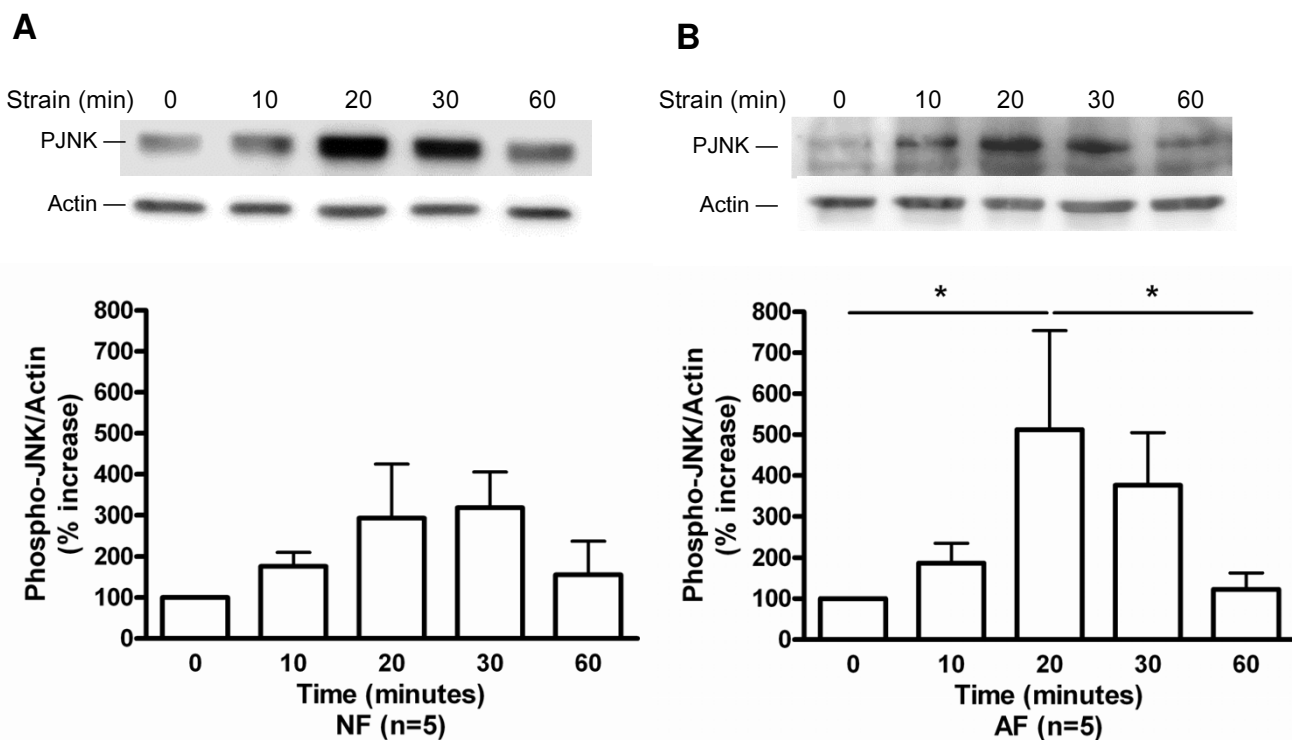 A
Strain (min) 0 10 20 30 60
PJNK —
Actin —
800
700
600
500
400
300
200
100
0
Phospho-JNK/Actin
(% increase)
0 10 20 30 60
Time (minutes)
NF (n=5)
B
Strain (min) 0 10 20 30 60
PJNK —
Actin —
* *
800
700
600
500
400
300
200
100
0
Phospho-JNK/Actin
(% increase)
0 10 20 30 60
Time (minutes)
AF (n=5)